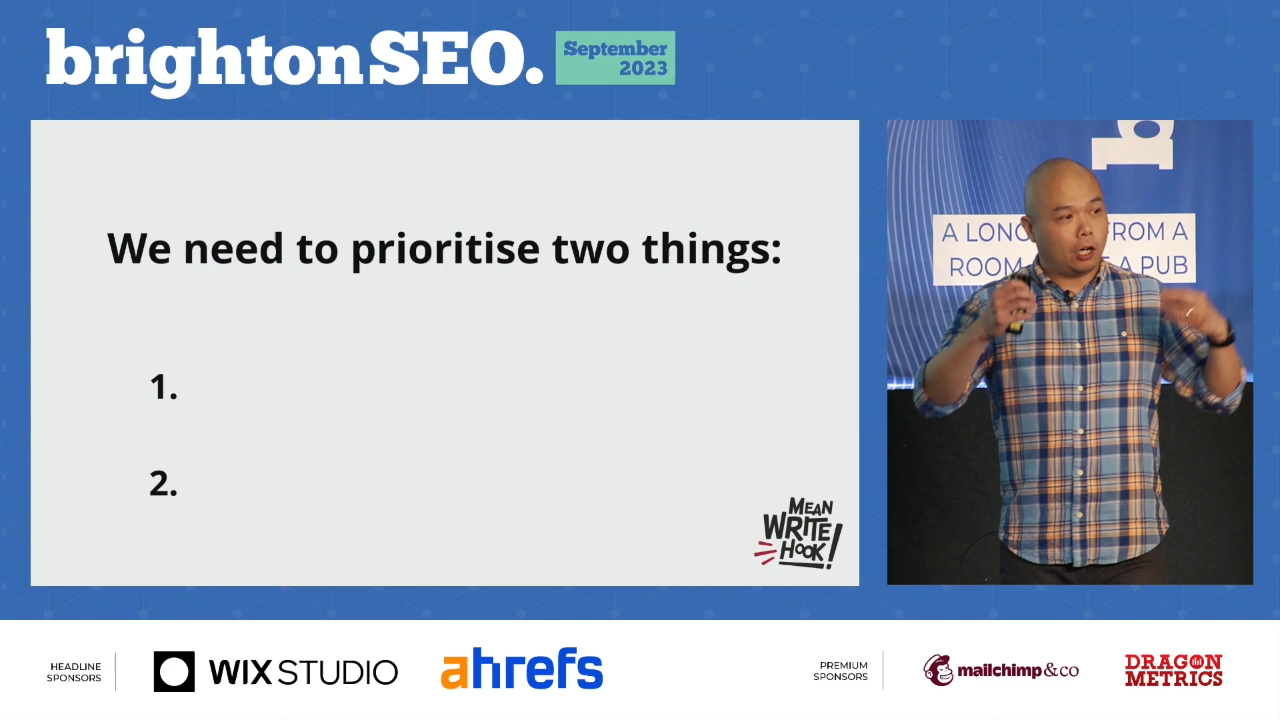 brightonSEO.
September
2023
We need to prioritise two things:
1.
2.
MEAN
WRITE
HOOK!
b
A LONG FROM A
ROOM A PUB
HEADLINE
SPONSORS
WIX STUDIO
ahrefs
PREMIUM
SPONSORS
mailchimp & co
DRAGON
METRICS